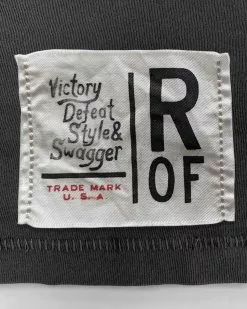 Victory
Defeat
Style &
Swagger
TRADE MARK
U.S.A
R
OF